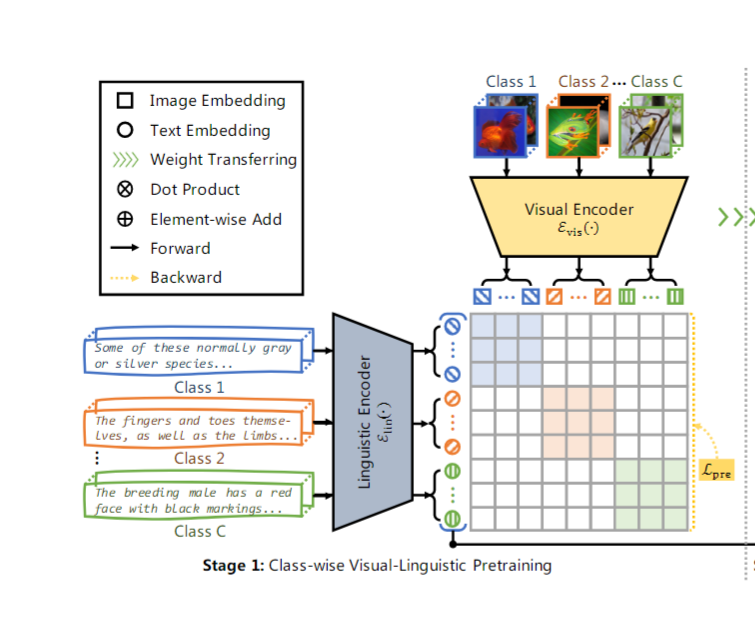 Class 1 Class 2 ··· Class C
Image Embedding
Text Embedding
Weight Transferring
Dot Product
Element-wise Add
Forward
Backward
Visual Encoder
ℰvis(·)
··· ··· ···
Some of these normally gray
or silver species...
Class 1
The fingers and toes themse-
lves, as well as the limbs...
Class 2
⋮
The breeding male has a red
face with black markings...
Class C
Linguistic Encoder
ℰlin(·)
ℒpre
Stage 1: Class-wise Visual-Linguistic Pretraining